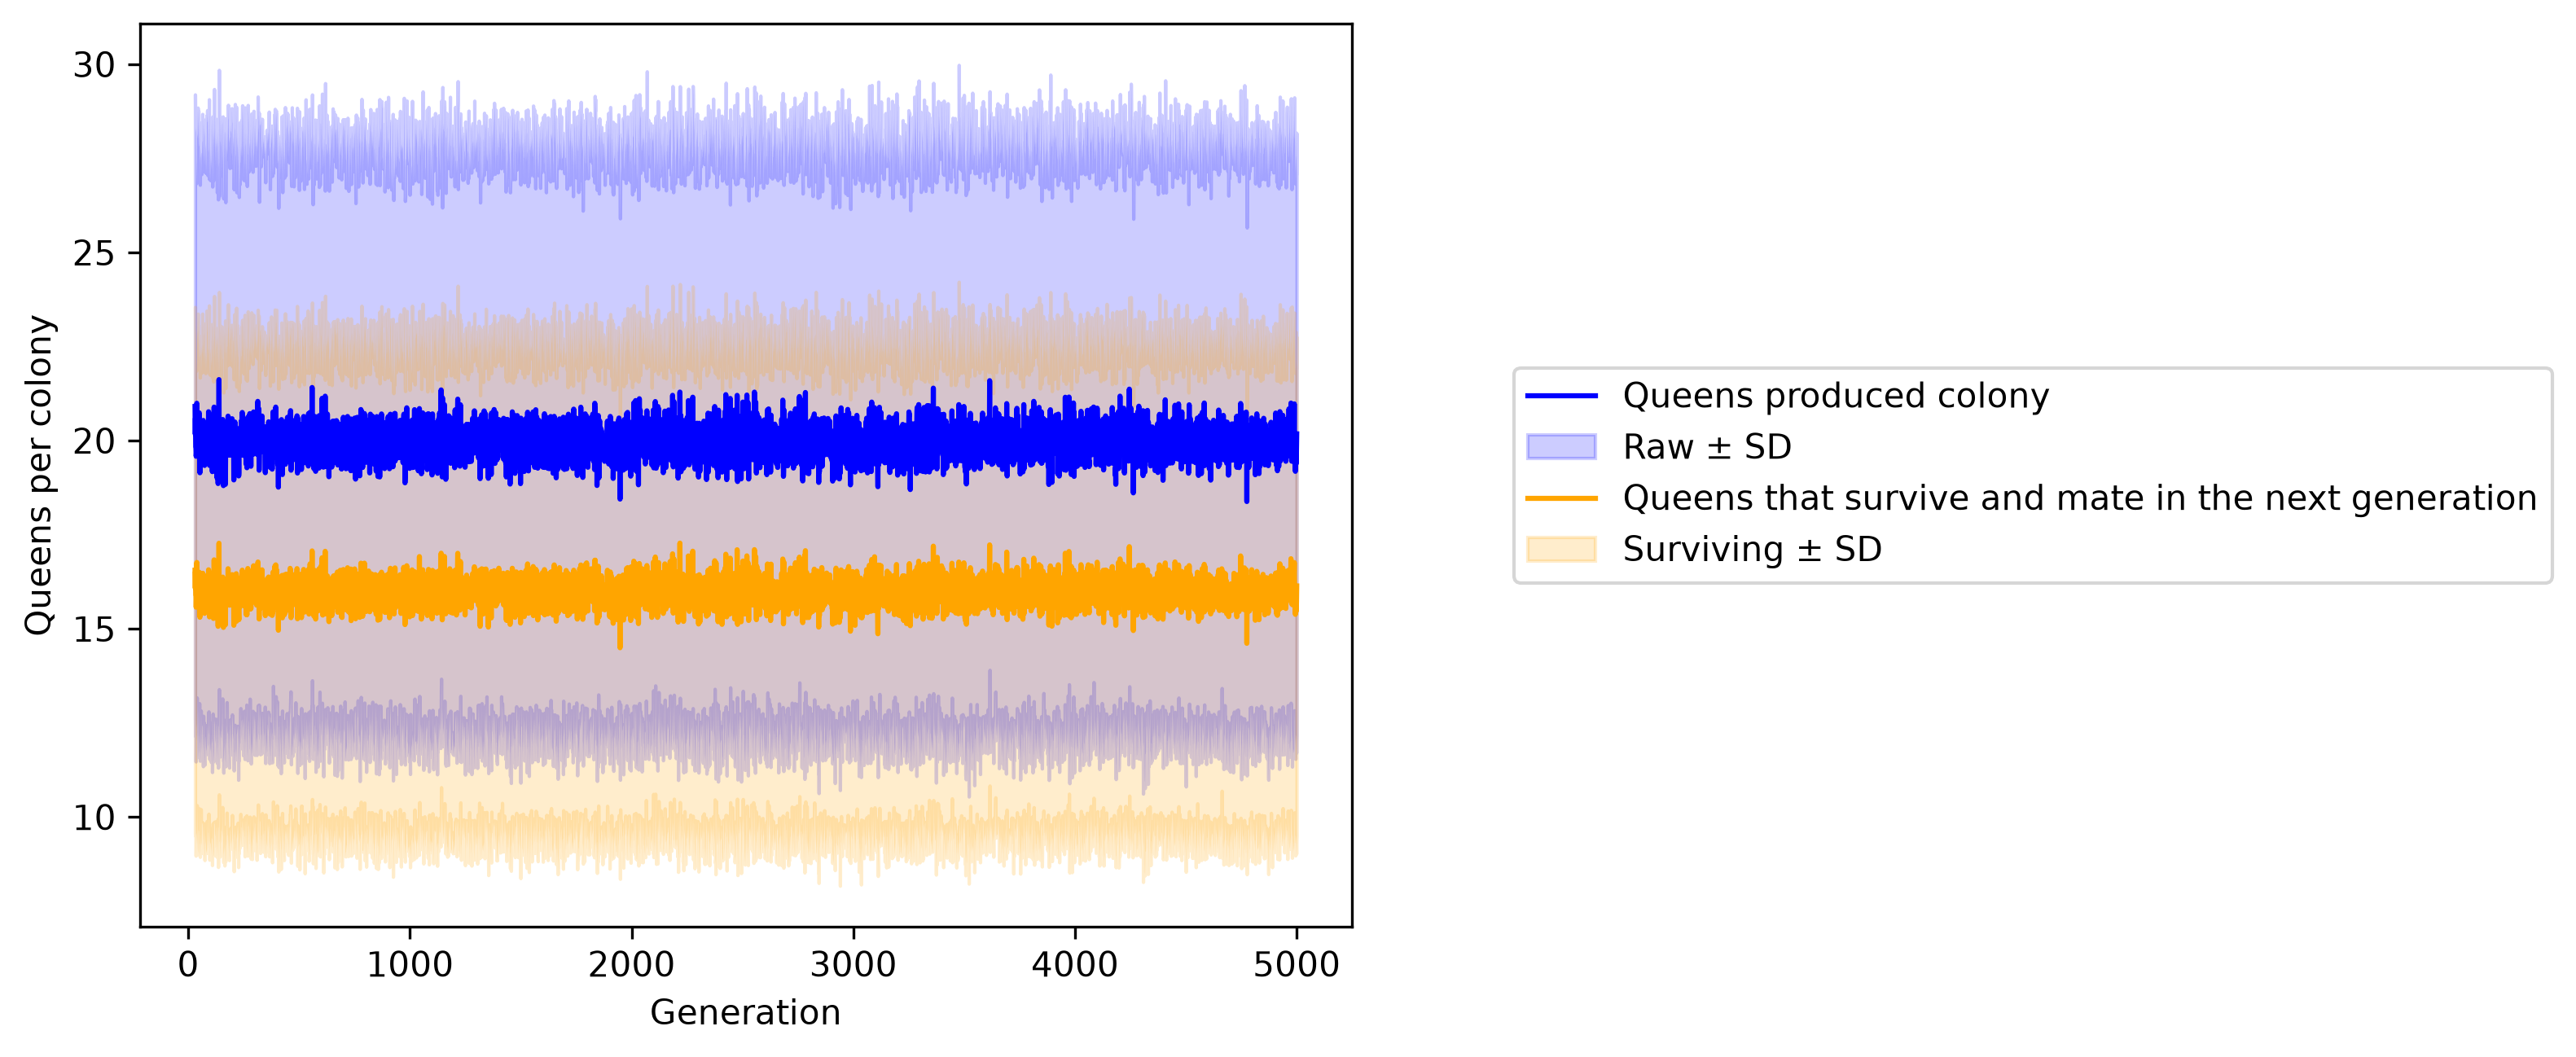 30
25
20
15
10
Queens per colony
0 1000 2000 3000 4000 5000
Generation
Queens produced colony
Raw ± SD
Queens that survive and mate in the next generation
Surviving ± SD